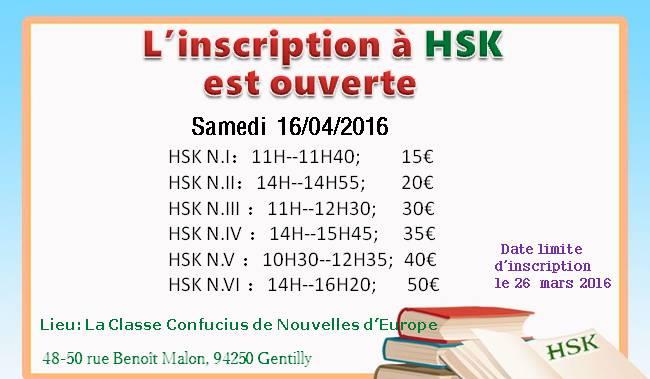 L'inscription à HSK
est ouverte
Samedi 16/04/2016
HSK N.I： 11H--11H40; 15€
HSK N.II： 14H--14H55; 20€
HSK N.III： 11H--12H30; 30€
HSK N.IV： 14H--15H45; 35€
HSK N.V： 10H30--12H35; 40€
HSK N.VI： 14H--16H20; 50€
Date limite
d'inscription
le 26 mars 2016
Lieu: La Classe Confucius de Nouvelles d'Europe
48-50 rue Benoit Malon, 94250 Gentilly
HSK